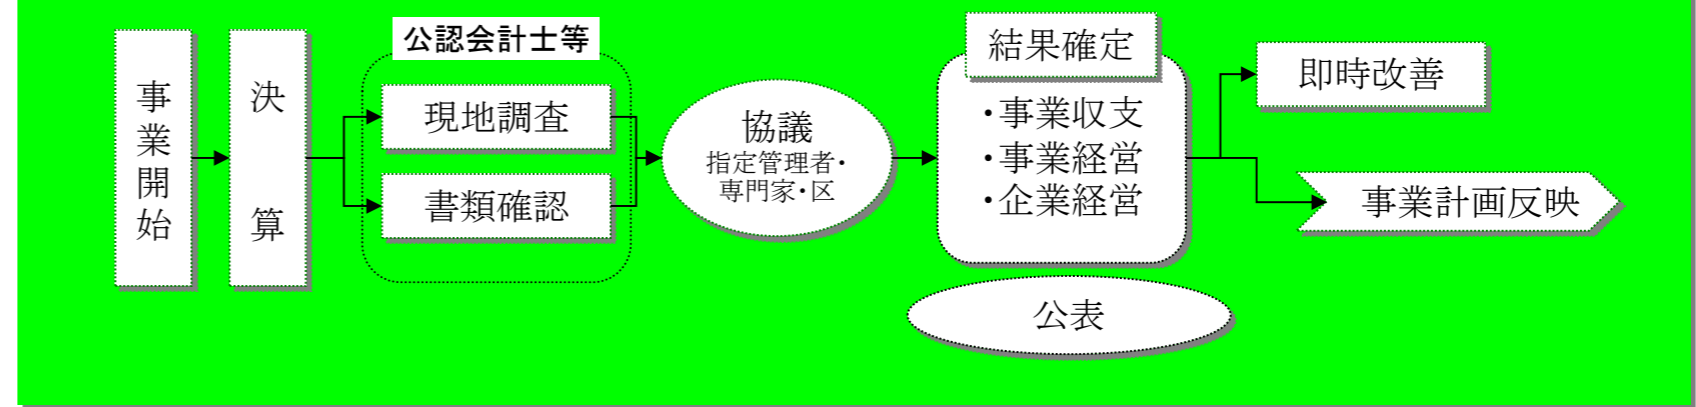 事業開始
決算
公認会計士等
現地調査
書類確認
協議
指定管理者・
専門家・区
結果確定
・事業収支
・事業経営
・企業経営
公表
即時改善
事業計画反映